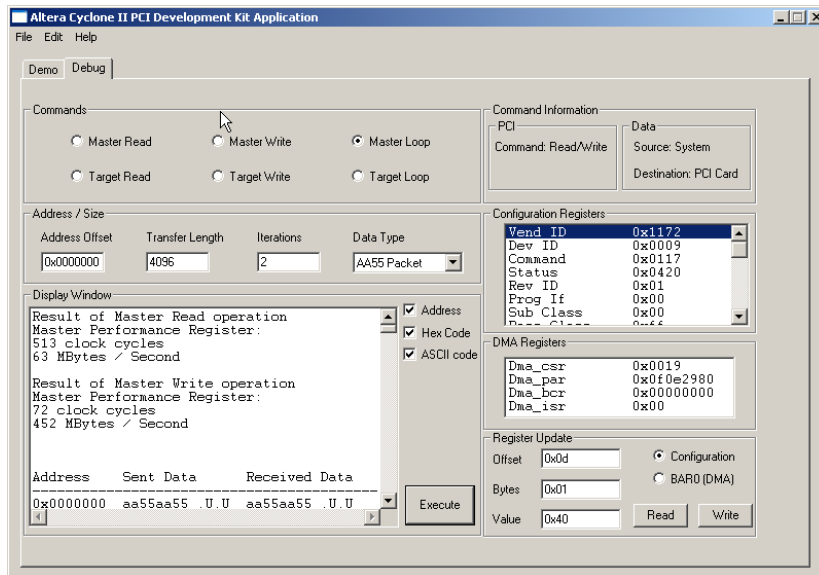 Altera Cyclone II PCI Development Kit Application
File Edit Help
Demo Debug
Commands
Master Read Master Write Master Loop
Target Read Target Write Target Loop
Command Information
PCI
Command: Read/Write
Data
Source: System
Destination: PCI Card
Address / Size
Address Offset Transfer Length Iterations Data Type
0x0000000 4096 2 AA55 Packet
Configuration Registers
Vend ID 0x1172
Dev ID 0x0009
Command 0x0117
Status 0x0420
Rev ID 0x01
Prog If 0x00
Sub Class 0x00
Display Window
Result of Master Read operation
Master Performance Register:
513 clock cycles
63 MBytes / Second
Result of Master Write operation
Master Performance Register:
72 clock cycles
452 MBytes / Second
Address Sent Data Received Data
0x0000000 aa55aa55 .U.U aa55aa55 .U.U
Address
Hex Code
ASCII code
Execute
DMA Registers
Dma_csr 0x0019
Dma_par 0x0f0e2980
Dma_bcr 0x00000000
Dma_isr 0x00
Register Update
Offset 0x0d
Bytes 0x01
Value 0x40
Configuration
BAR0 (DMA)
Read Write